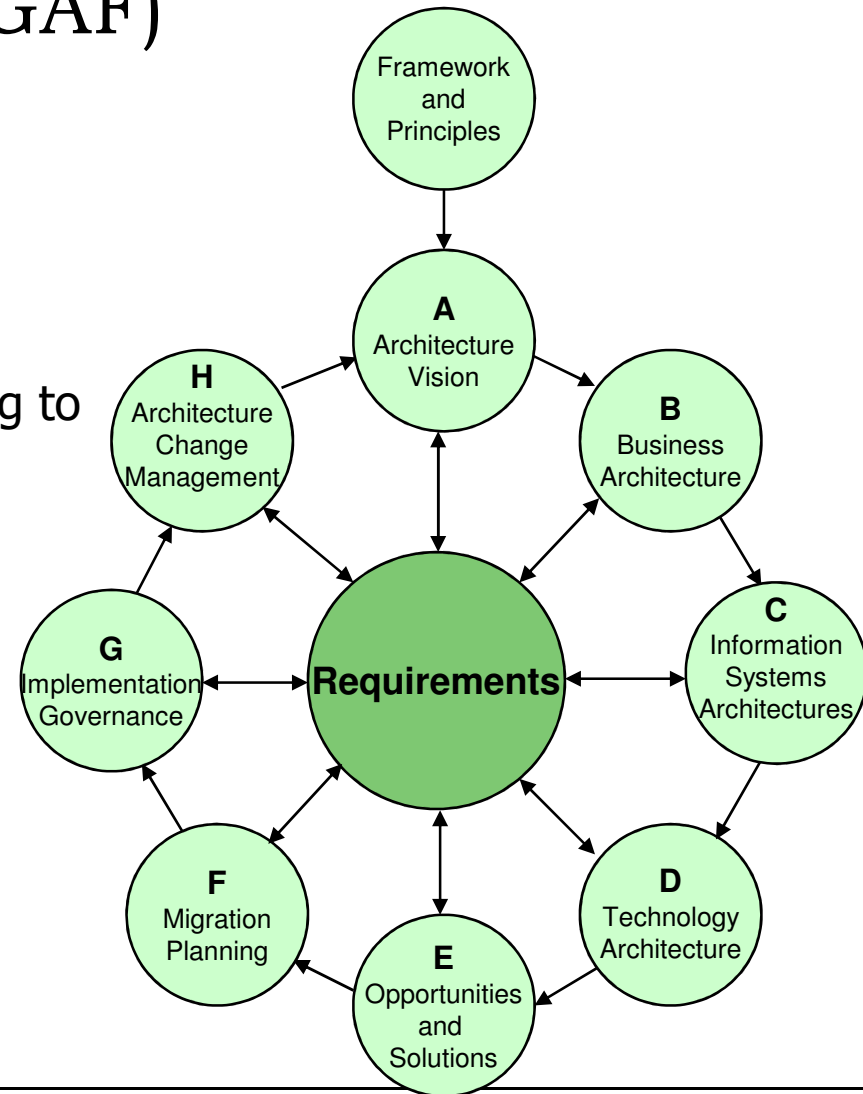 GAF)
Framework
and
Principles
A
Architecture
Vision
g to
H
Architecture
Change
Management
B
Business
Architecture
C
Information
Systems
Architectures
G
Implementation
Governance
Requirements
F
Migration
Planning
D
Technology
Architecture
E
Opportunities
and
Solutions